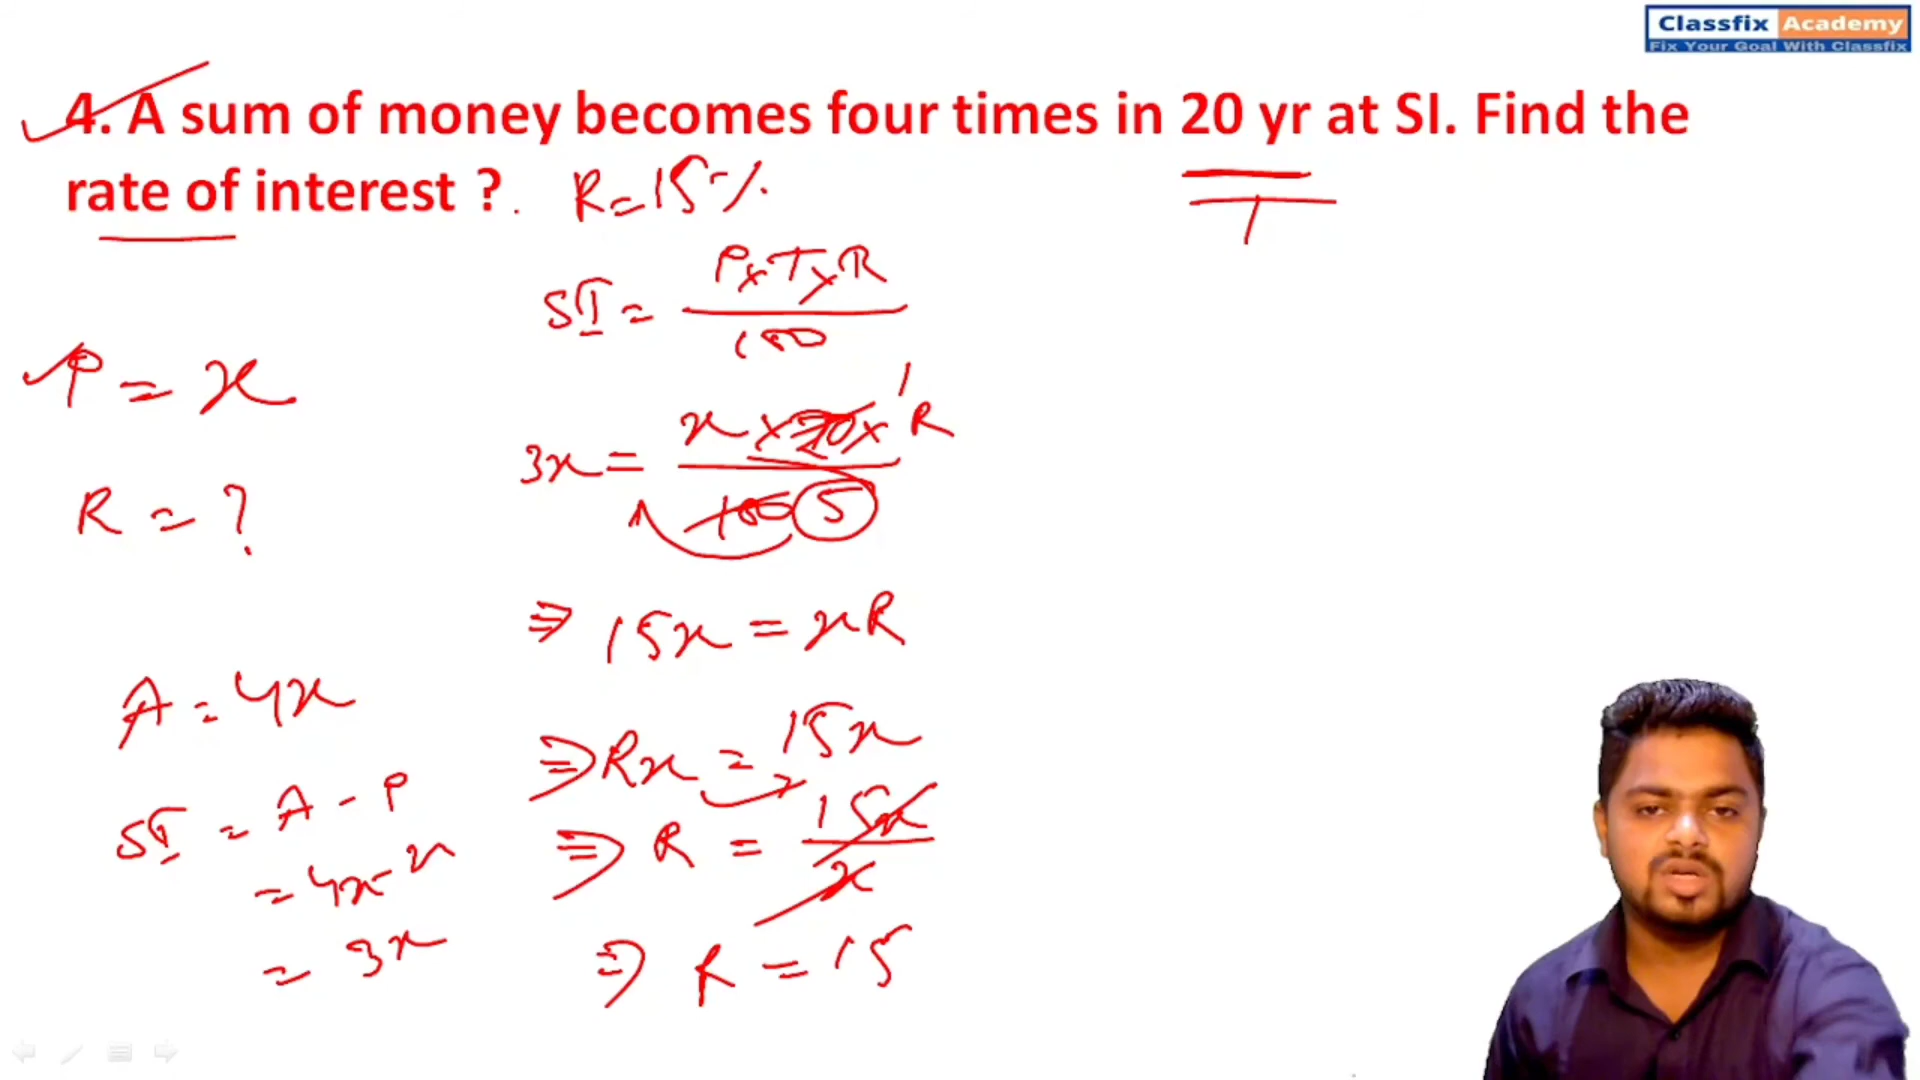 Classfix Academy
Fix Your Goal With Classfix
4. A sum of money becomes four times in 20 yr at SI. Find the
rate of interest ?. R=15%
T
P = x
R = ?
A = 4x
SI = A - P
= 4x-x
= 3x
SI = P×T×R
100
3x = x×20×R 1
100 5
⇒ 15x = xR
⇒ Rx = 15x
⇒ R = 15x
x
⇒ R = 15